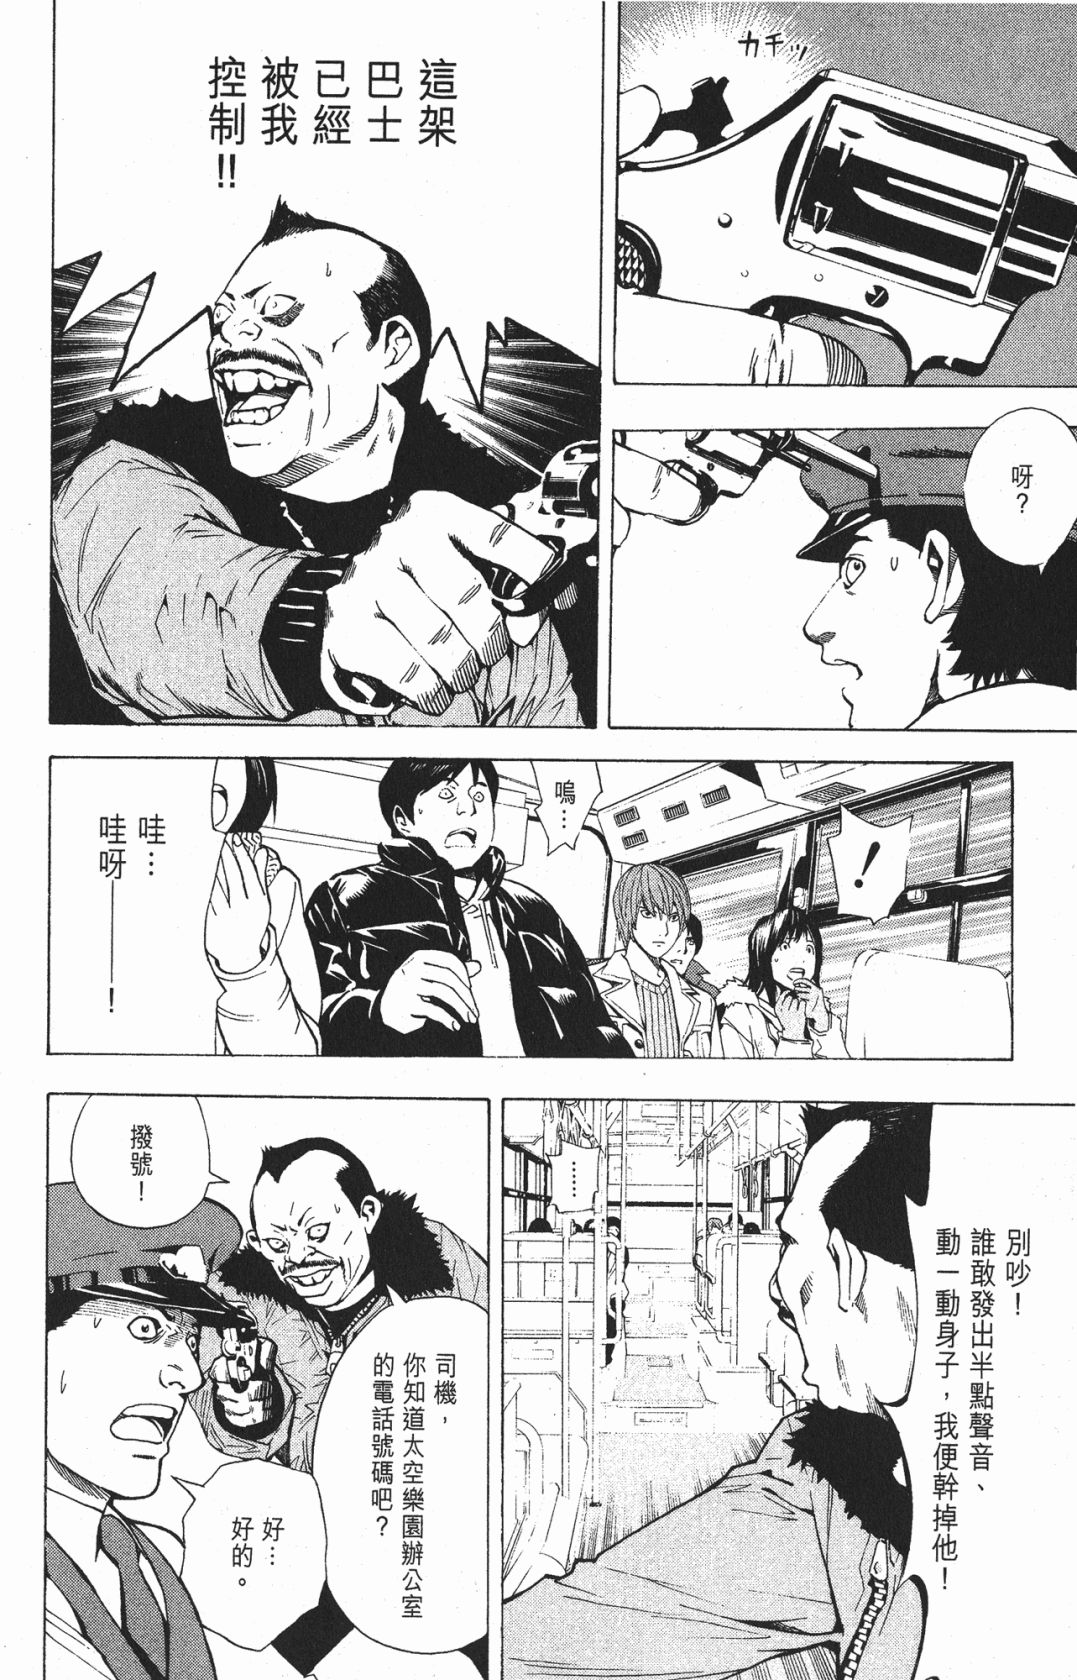 カチッ
呀？
這架
巴士
已經
被我
控制!!
！
嗚…
哇…
哇呀——！
別吵！
誰敢發出半點聲音、
動一動身子，我便幹掉他！
……
撥號！
司機，
你知道太空樂園辦公室
的電話號碼吧？
好…
好的。